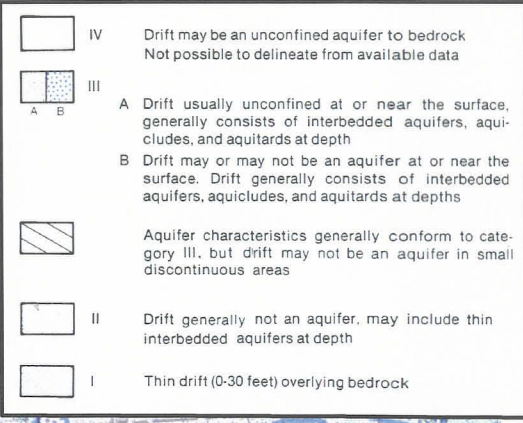 IV Drift may be an unconfined aquifer to bedrock
Not possible to delineate from available data
III
A B
A Drift usually unconfined at or near the surface,
generally consists of interbedded aquifers, aqui-
cludes, and aquitards at depth
B Drift may or may not be an aquifer at or near the
surface. Drift generally consists of interbedded
aquifers, aquicludes, and aquitards at depths
Aquifer characteristics generally conform to cate-
gory III, but drift may not be an aquifer in small
discontinuous areas
II Drift generally not an aquifer, may include thin
interbedded aquifers at depth
I Thin drift (0-30 feet) overlying bedrock